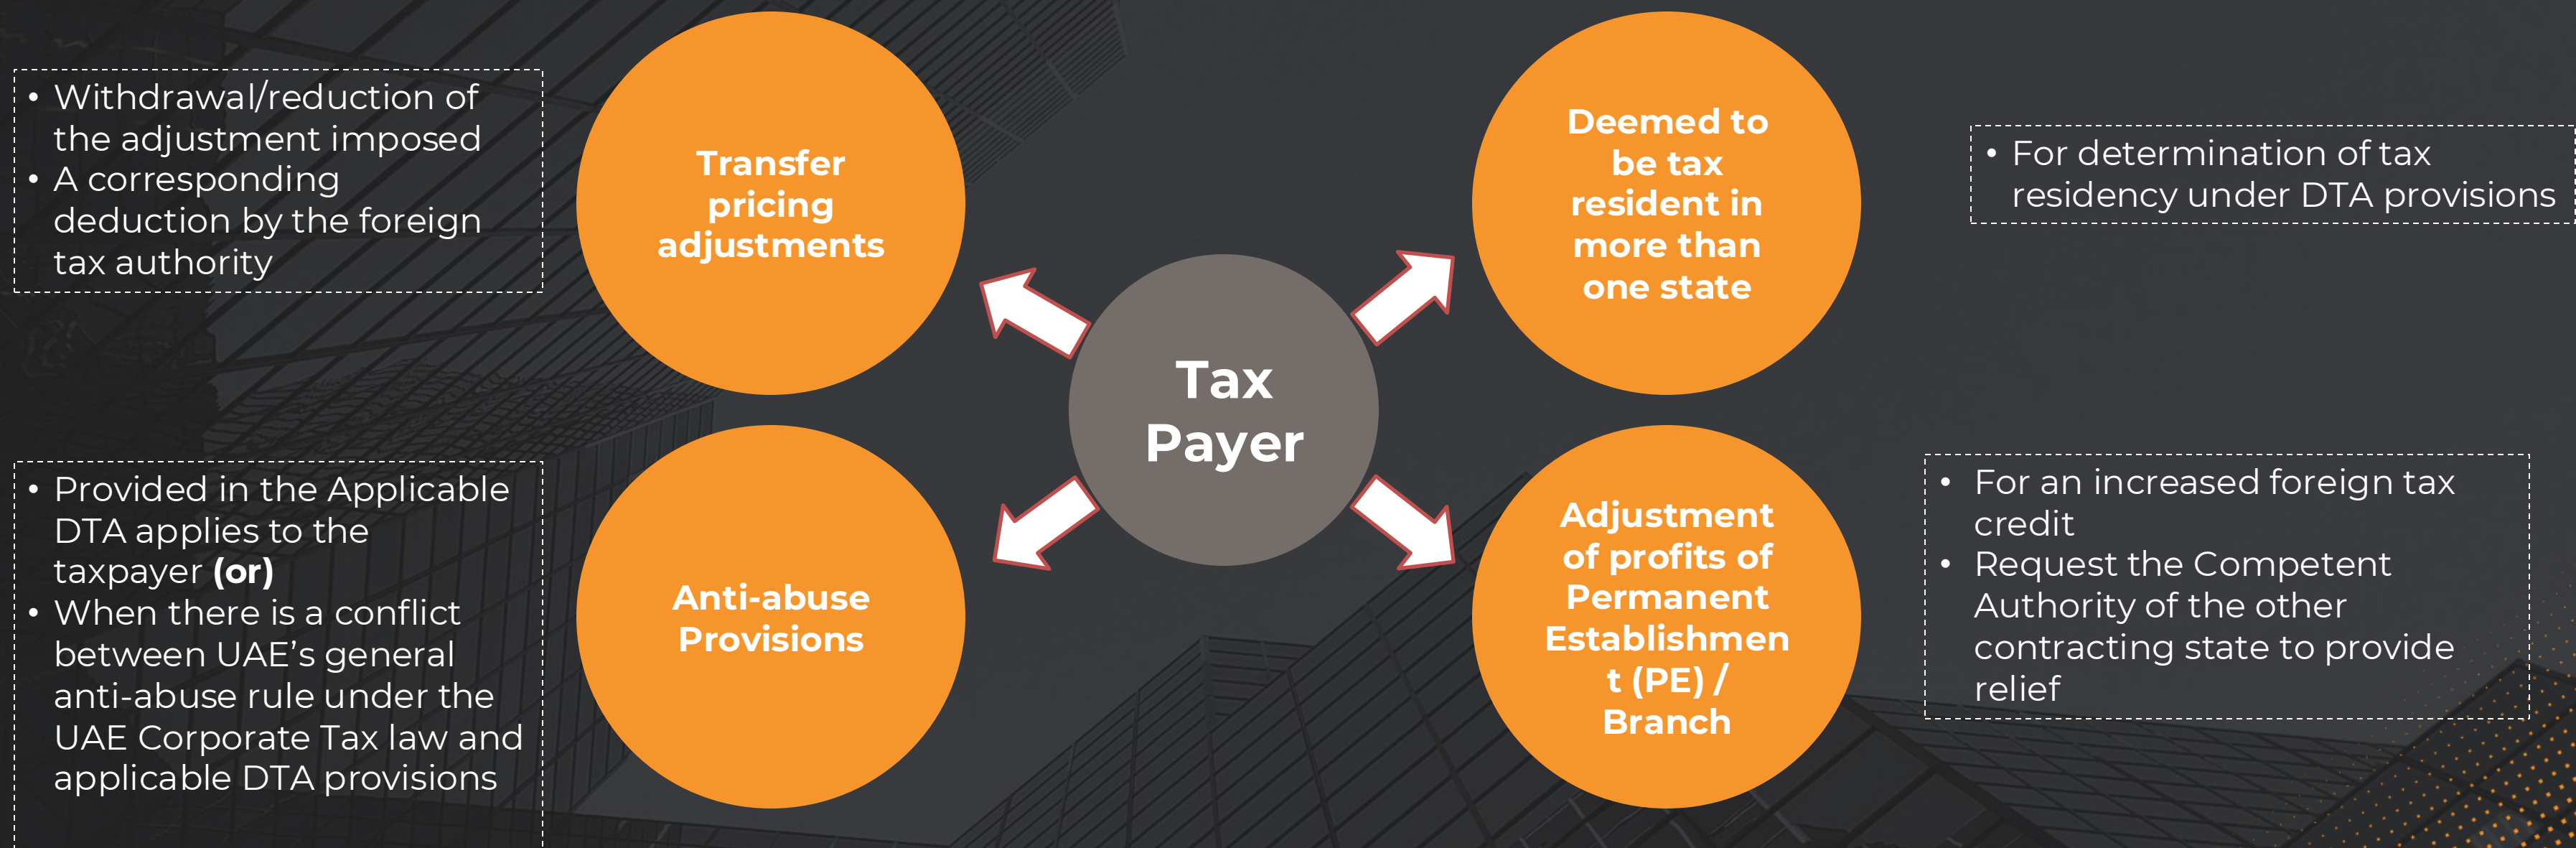 • Withdrawal/reduction of
the adjustment imposed
• A corresponding
deduction by the foreign
tax authority
Transfer
pricing
adjustments
Deemed to
be tax
resident in
more than
one state
• For determination of tax
residency under DTA provisions
Tax
Payer
• Provided in the Applicable
DTA applies to the
taxpayer (or)
• When there is a conflict
between UAE’s general
anti-abuse rule under the
UAE Corporate Tax law and
applicable DTA provisions
Anti-abuse
Provisions
Adjustment
of profits of
Permanent
Establishmen
t (PE) /
Branch
• For an increased foreign tax
credit
• Request the Competent
Authority of the other
contracting state to provide
relief